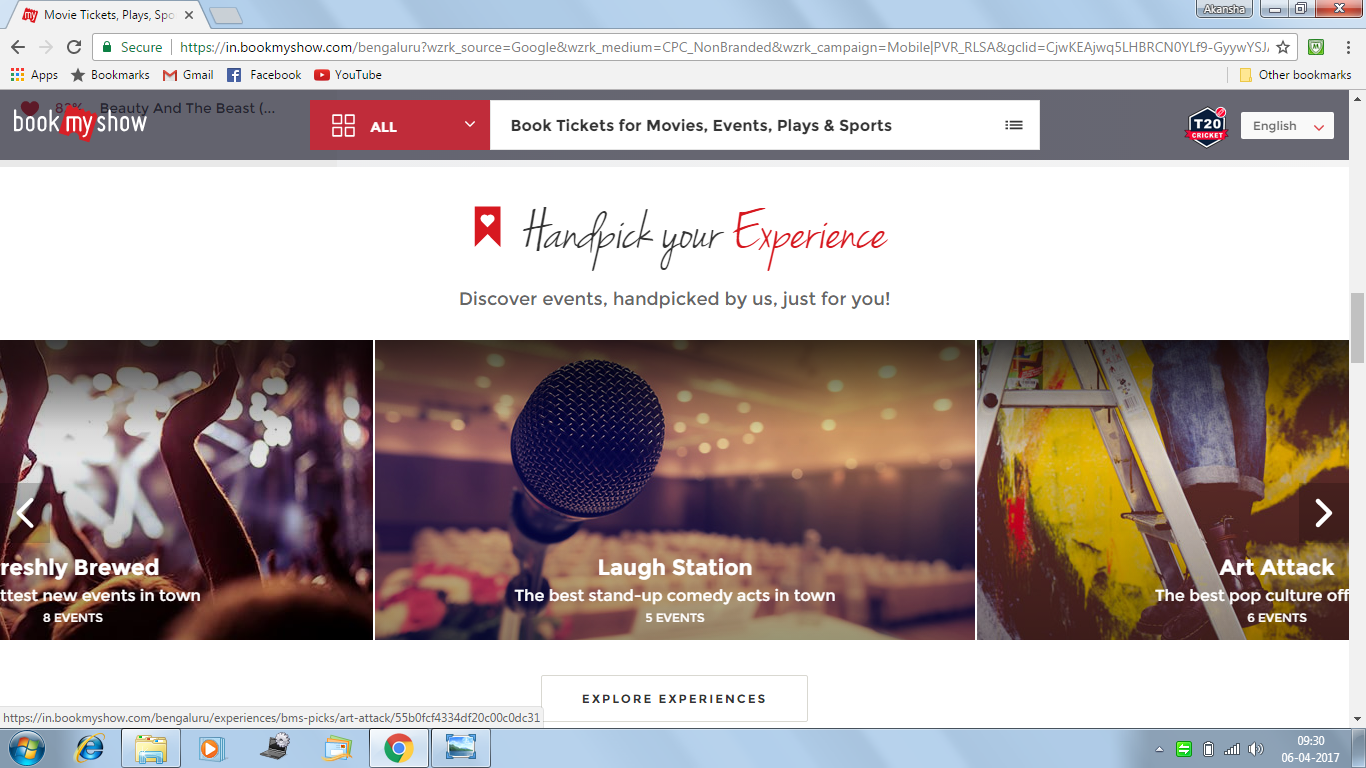 my Movie Tickets, Plays, Spo
Akansha
Secure
https://in.bookmyshow.com/bengaluru?wzrk_source=Google&wzrk_medium=CPC_NonBranded&wzrk_campaign=Mobile|PVR_RLSA&gclid=CjwKEAjwq5LHBRCN0YLf9-GyywYSJA
Apps Bookmarks Gmail Facebook YouTube Other bookmarks
82% Beauty And The Beast (...
book my show
ALL
Book Tickets for Movies, Events, Plays & Sports
T20
CRICKET
English
Handpick your Experience
Discover events, handpicked by us, just for you!
reshly Brewed
ttest new events in town
8 EVENTS
Laugh Station
The best stand-up comedy acts in town
5 EVENTS
Art Attack
The best pop culture off
6 EVENTS
EXPLORE EXPERIENCES
https://in.bookmyshow.com/bengaluru/experiences/bms-picks/art-attack/55b0fcf4334df20c00c0dc31
09:30
06-04-2017